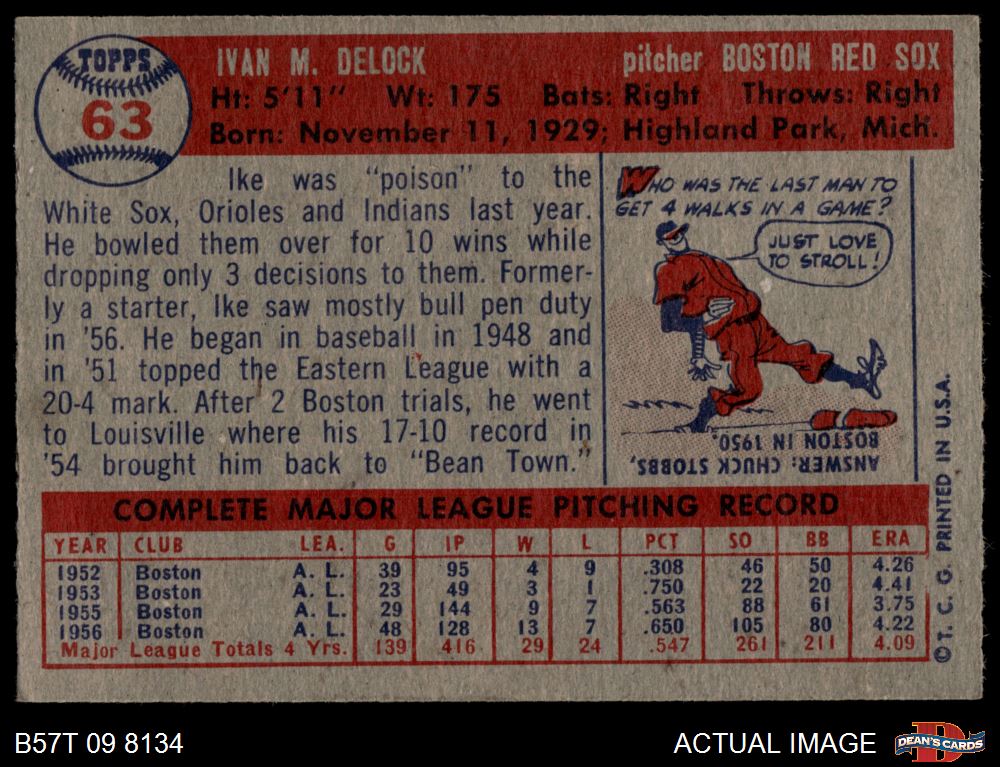 TOPPS
63
IVAN M. DELOCK pitcher BOSTON RED SOX
Ht: 5'11" Wt: 175 Bats: Right Throws: Right
Born: November 11, 1929; Highland Park, Mich.
Ike was "poison" to the
White Sox, Orioles and Indians last year.
He bowled them over for 10 wins while
dropping only 3 decisions to them. Former-
ly a starter, Ike saw mostly bull pen duty
in '56. He began in baseball in 1948 and
in '51 topped the Eastern League with a
20-4 mark. After 2 Boston trials, he went
to Louisville where his 17-10 record in
'54 brought him back to "Bean Town."
WHO WAS THE LAST MAN TO
GET 4 WALKS IN A GAME?
JUST LOVE
TO STROLL!
ANSWER: CHUCK STOBBS,
BOSTON IN 1950.
COMPLETE MAJOR LEAGUE PITCHING RECORD
YEAR CLUB LEA. G IP W L PCT SO BB ERA
1952 Boston A. L. 39 95 4 9 .308 46 50 4.26
1953 Boston A. L. 23 49 3 1 .750 22 20 4.41
1955 Boston A. L. 29 144 9 7 .563 88 61 3.75
1956 Boston A. L. 48 128 13 7 .650 105 80 4.22
Major League Totals 4 Yrs. 139 416 29 24 .547 261 211 4.09
© T. C. G. PRINTED IN U.S.A.
B57T 09 8134
ACTUAL IMAGE
D
DEAN'S CARDS